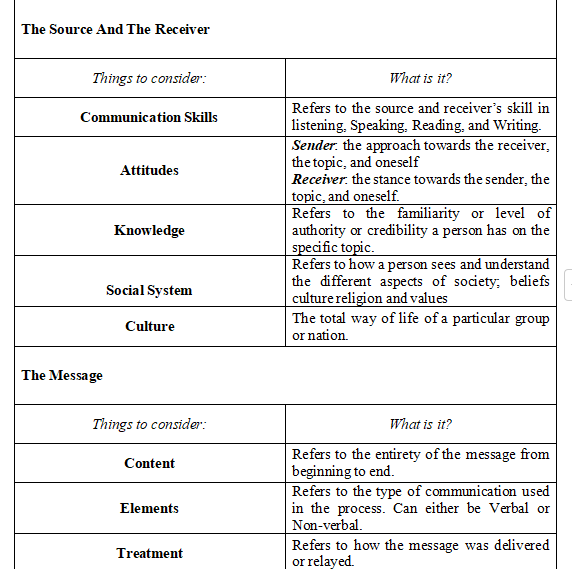 The Source And The Receiver
Things to consider:
What is it?
Communication Skills
Refers to the source and receiver's skill in
listening, Speaking, Reading, and Writing.
Attitudes
Sender: the approach towards the receiver,
the topic, and oneself
Receiver: the stance towards the sender, the
topic, and oneself.
Knowledge
Refers to the familiarity or level of
authority or credibility a person has on the
specific topic.
Social System
Refers to how a person sees and understand
the different aspects of society; beliefs
culture religion and values
Culture
The total way of life of a particular group
or nation.
The Message
Things to consider:
What is it?
Content
Refers to the entirety of the message from
beginning to end.
Elements
Refers to the type of communication used
in the process. Can either be Verbal or
Non-verbal.
Treatment
Refers to how the message was delivered
or relayed.